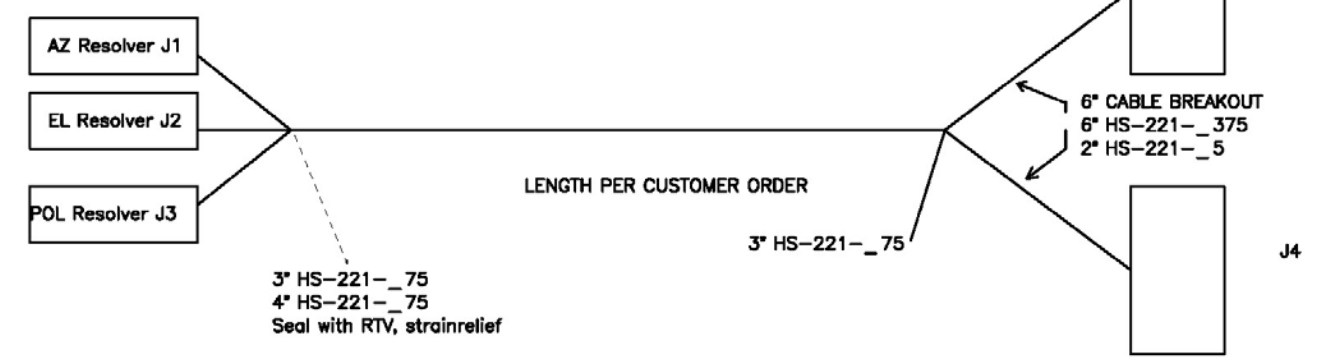 AZ Resolver J1
EL Resolver J2
POL Resolver J3
6" CABLE BREAKOUT
6" HS-221-_375
2" HS-221-_5
LENGTH PER CUSTOMER ORDER
3" HS-221-_75
J4
3" HS-221-_75
4" HS-221-_75
Seal with RTV, strainrelief